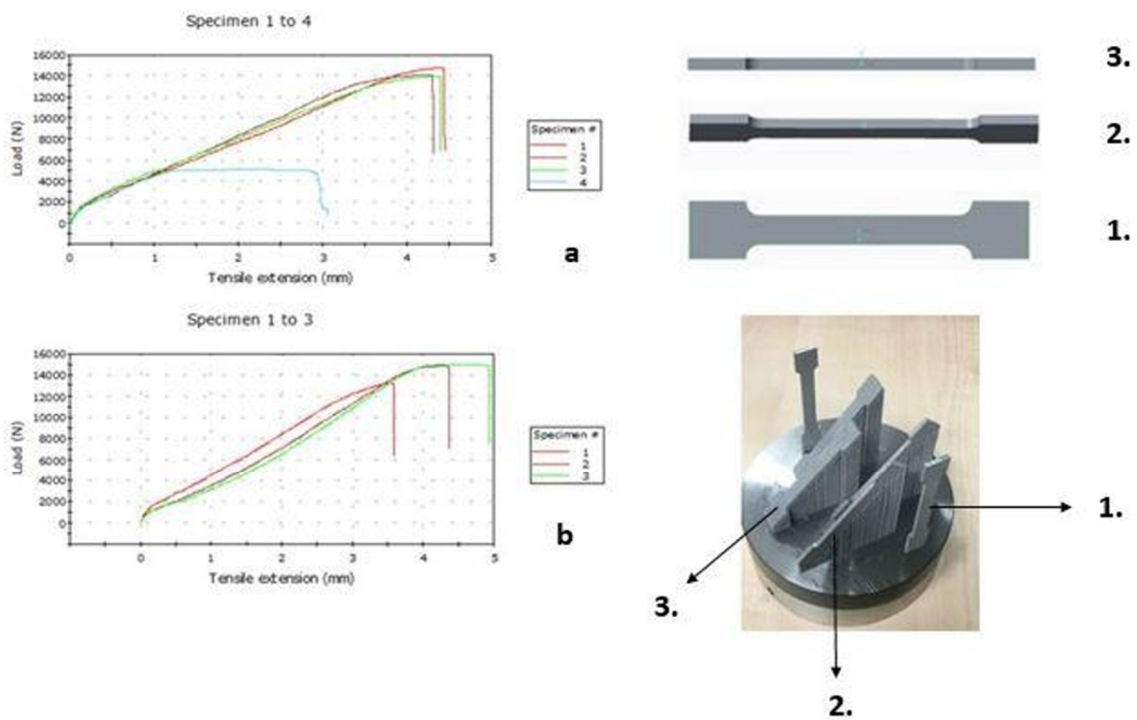 Specimen 1 to 4
16000
14000
12000
10000
8000
6000
4000
2000
0
Load (N)
0 1 2 3 4 5
Tensile extension (mm)
Specimen #
1
2
3
4
a
Specimen 1 to 3
16000
14000
12000
10000
8000
6000
4000
2000
0
Load (N)
0 1 2 3 4 5
Tensile extension (mm)
Specimen #
1
2
3
b
3.
2.
1.
1.
3.
2.